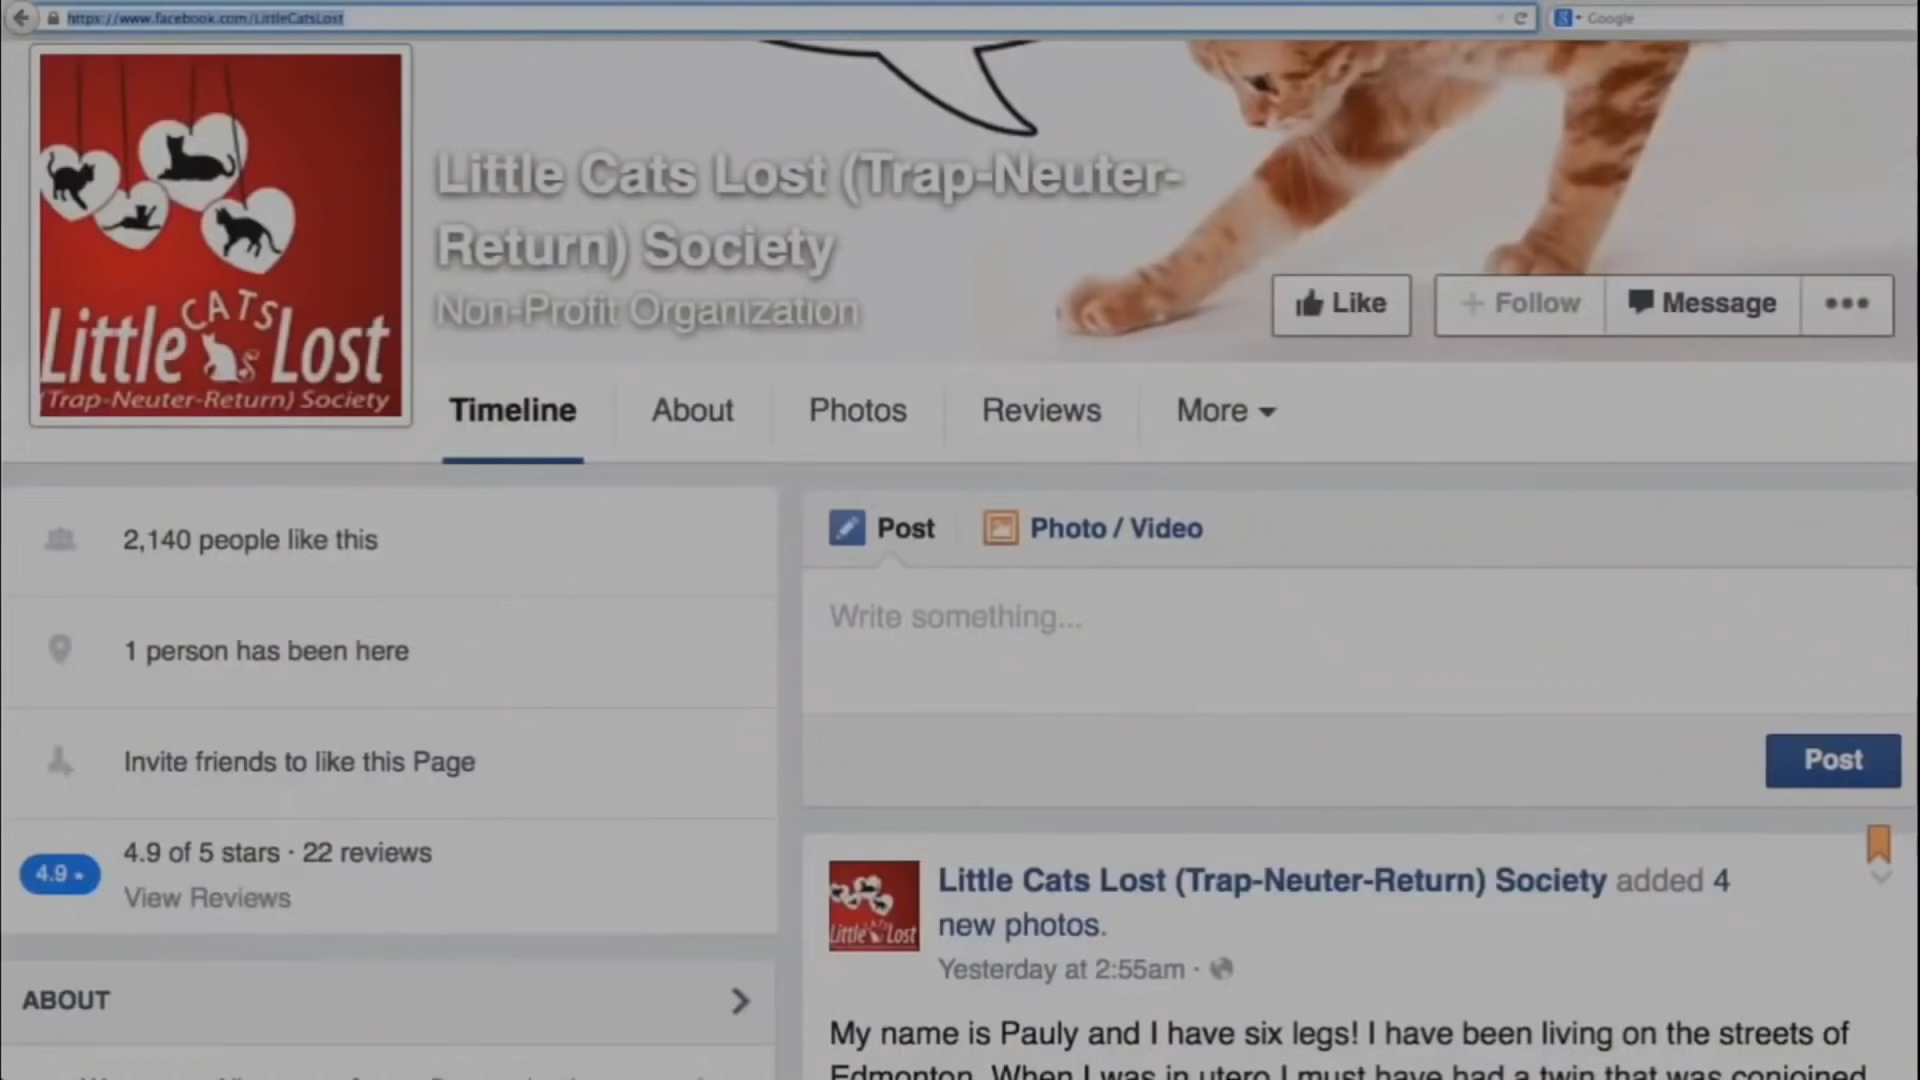 https://www.facebook.com/LittleCatsLost
Google
Little Cats Lost (Trap-Neuter-
Return) Society
Non-Profit Organization
Little CATS Lost
(Trap-Neuter-Return) Society
Like
Follow
Message
Timeline
About
Photos
Reviews
More
2,140 people like this
1 person has been here
Invite friends to like this Page
4.9
4.9 of 5 stars · 22 reviews
View Reviews
ABOUT
Post
Photo / Video
Write something...
Post
Little Lost
Little Cats Lost (Trap-Neuter-Return) Society added 4
new photos.
Yesterday at 2:55am ·
My name is Pauly and I have six legs! I have been living on the streets of
Edmonton. When I was in utero I must have had a twin that was conjoined